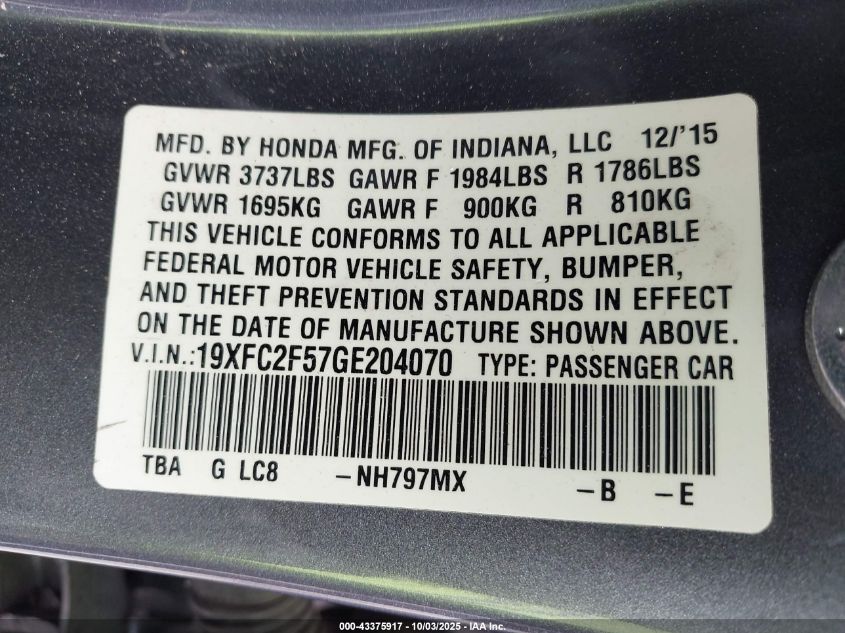 MFD. BY HONDA MFG. OF INDIANA, LLC 12/'15
GVWR 3737LBS GAWR F 1984LBS R 1786LBS
GVWR 1695KG GAWR F 900KG R 810KG
THIS VEHICLE CONFORMS TO ALL APPLICABLE
FEDERAL MOTOR VEHICLE SAFETY, BUMPER,
AND THEFT PREVENTION STANDARDS IN EFFECT
ON THE DATE OF MANUFACTURE SHOWN ABOVE.
V.I.N.:19XFC2F57GE204070 TYPE: PASSENGER CAR
TBA G LC8 –NH797MX –B –E
000-43375917 - 10/03/2025 - IAA Inc.